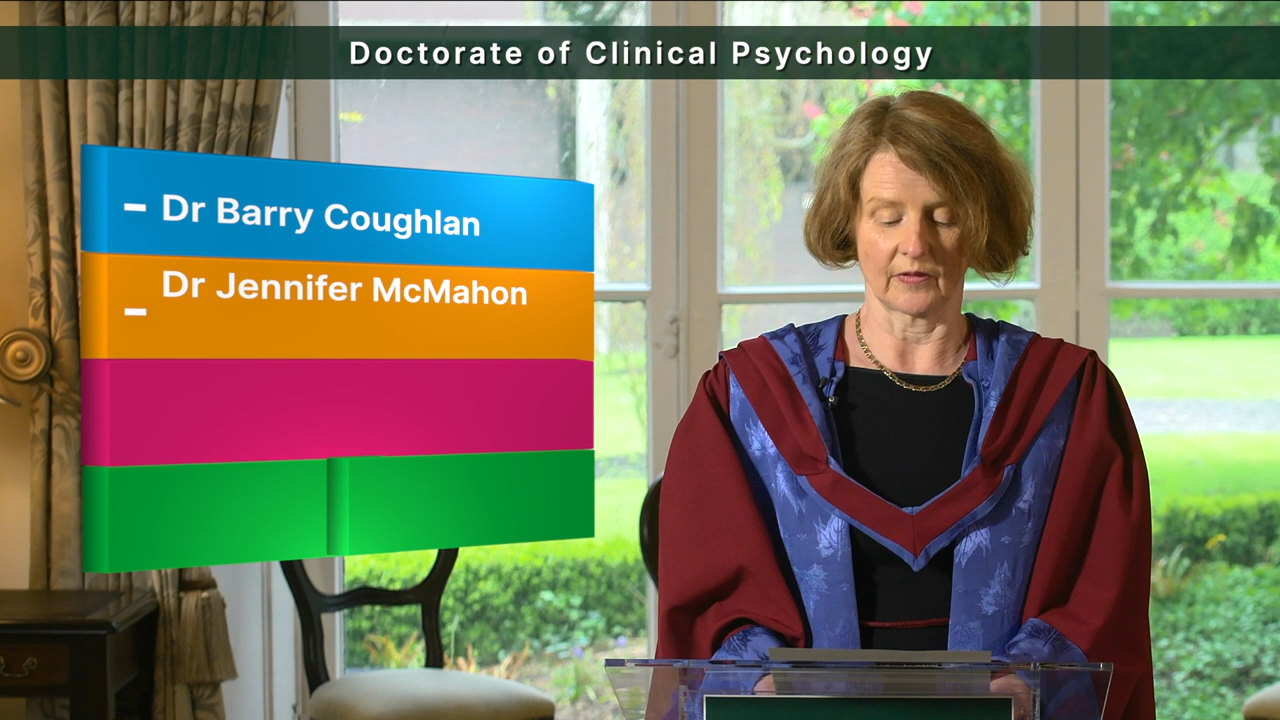 Doctorate of Clinical Psychology
– Dr Barry Coughlan
– Dr Jennifer McMahon